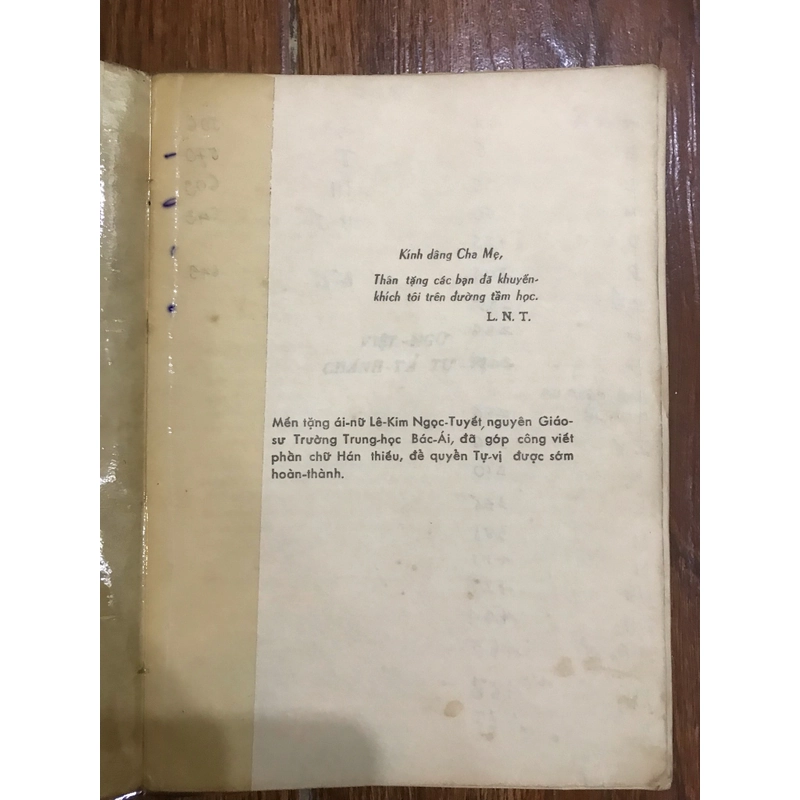 Kính dâng Cha Mẹ,
Thân tặng các bạn đã khuyến-
khích tôi trên đường tầm học.
L. N. T.
Mến tặng ái-nữ Lê-Kim Ngọc-Tuyết, nguyên Giáo-
sư Trường Trung-học Bác-Ái, đã góp công viết
phần chữ Hán thiếu, để quyền Tự-vị được sớm
hoàn-thành.